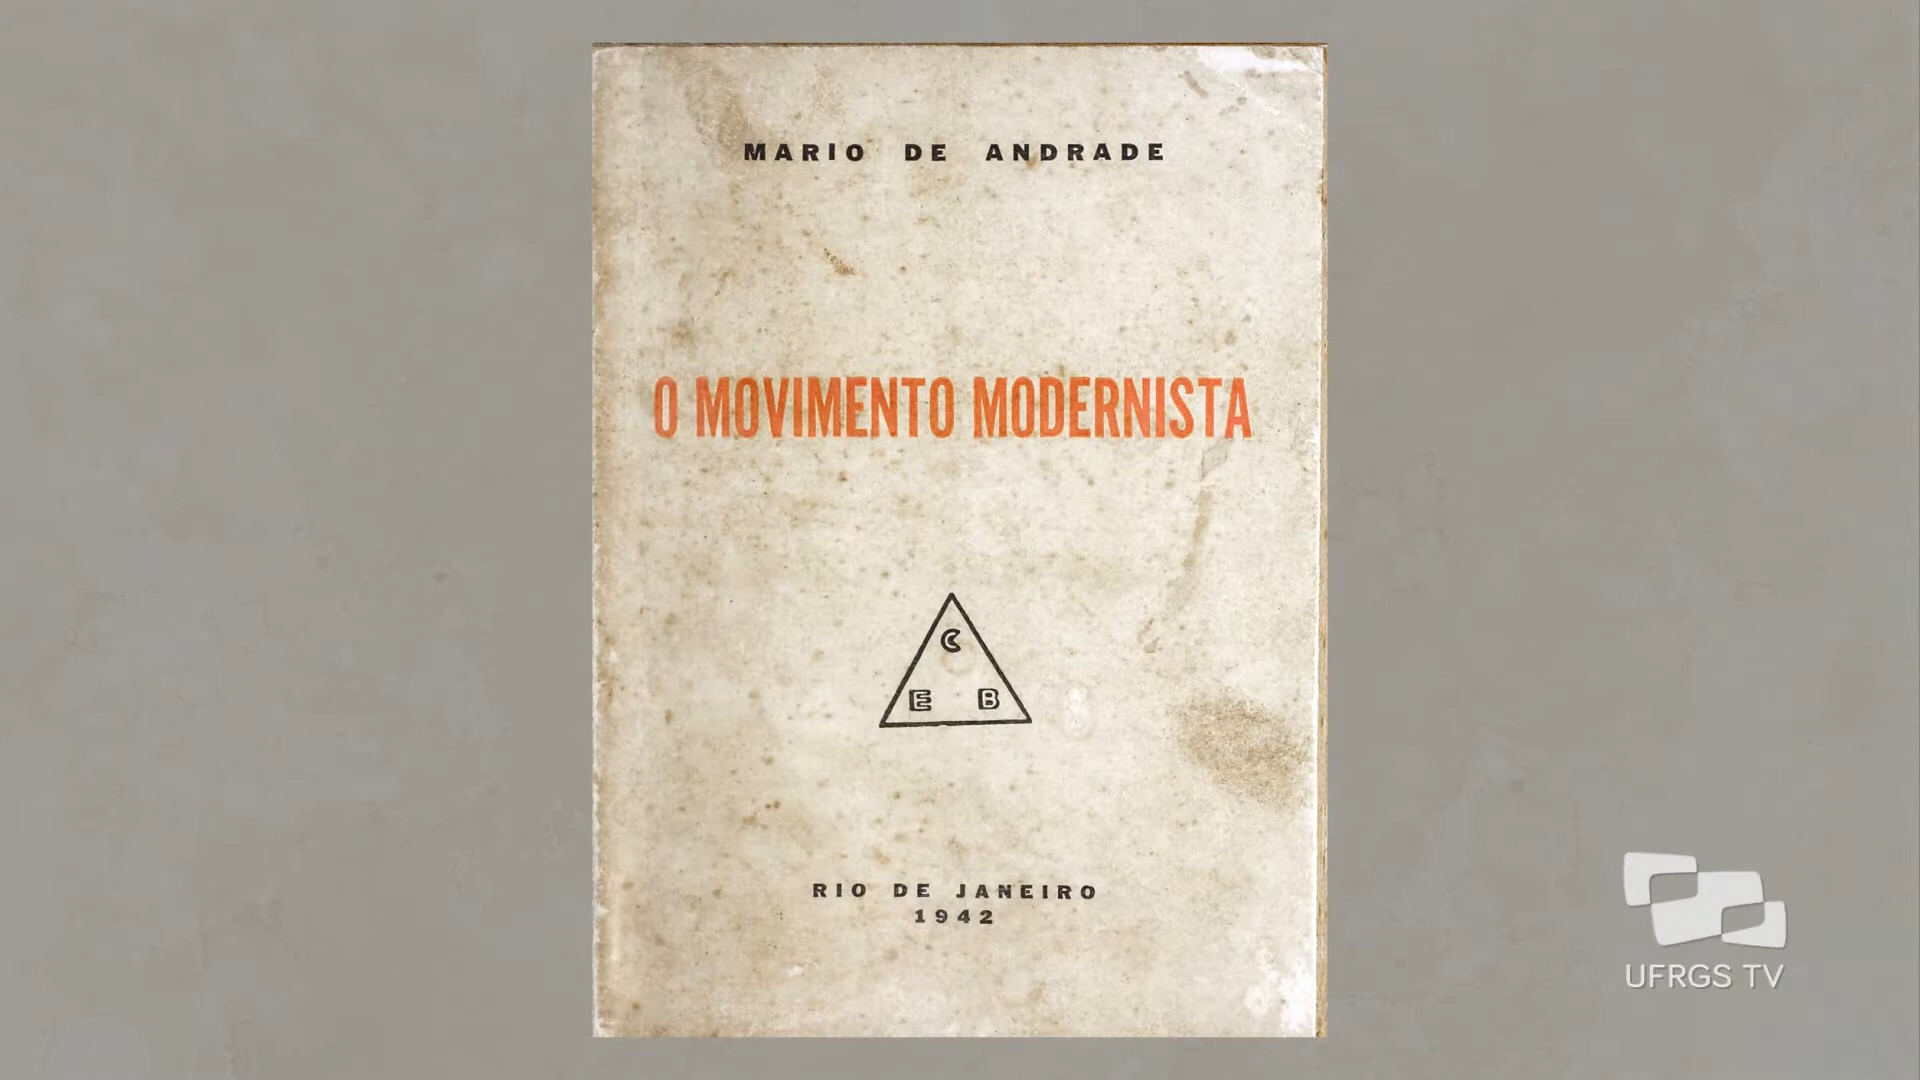 MARIO DE ANDRADE
O MOVIMENTO MODERNISTA
C
E B
RIO DE JANEIRO
1942
UFRGS TV